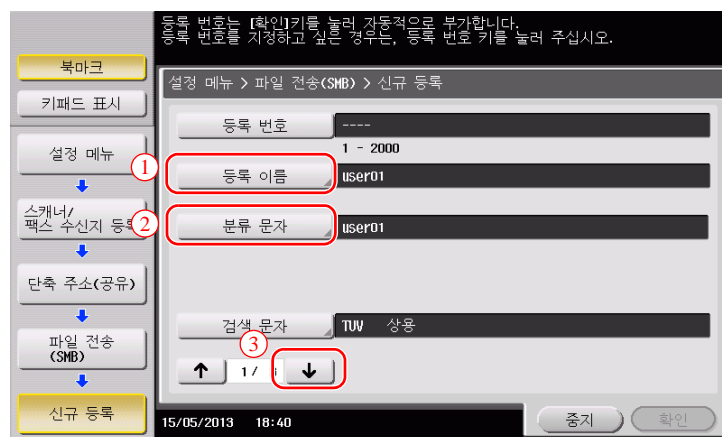 등록 번호는 [확인]키를 눌러 자동적으로 부가합니다.
등록 번호를 지정하고 싶은 경우는, 등록 번호 키를 눌러 주십시오.
북마크
키패드 표시
설정 메뉴
스캐너/
팩스 수신지
단축 주소(공유)
파일 전송
(SMB)
신규 등록
설정 메뉴 > 파일 전송(SMB) > 신규 등록
등록 번호 ----
1 - 2000
1 등록 이름 user01
2 분류 문자 user01
검색 문자 TUV 상용
3
↑ 1/ ↓
15/05/2013 18:40 중지 확인